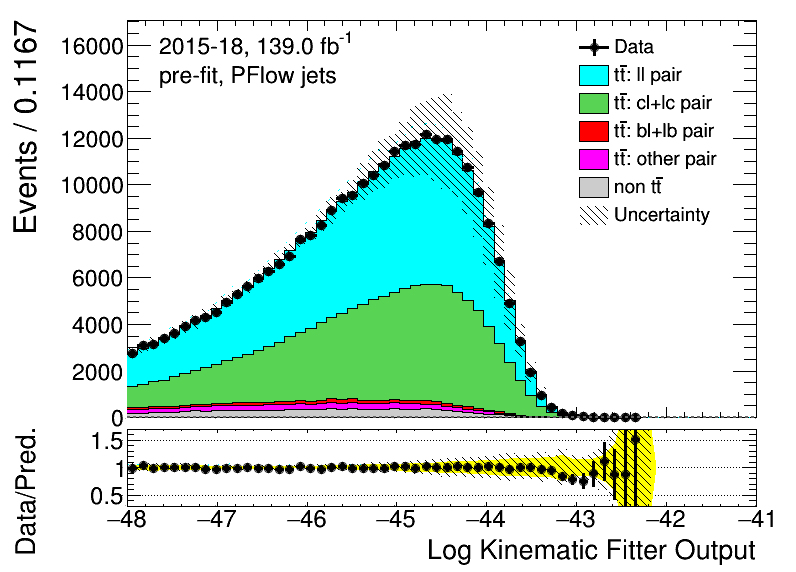 Events / 0.1167
16000
14000
12000
10000
8000
6000
4000
2000
0
2015-18, 139.0 fb⁻¹
pre-fit, PFlow jets
Data
tt̄: ll pair
tt̄: cl+lc pair
tt̄: bl+lb pair
tt̄: other pair
non tt̄
Uncertainty
Data/Pred.
1.5
1
0.5
−48 −47 −46 −45 −44 −43 −42 −41
Log Kinematic Fitter Output